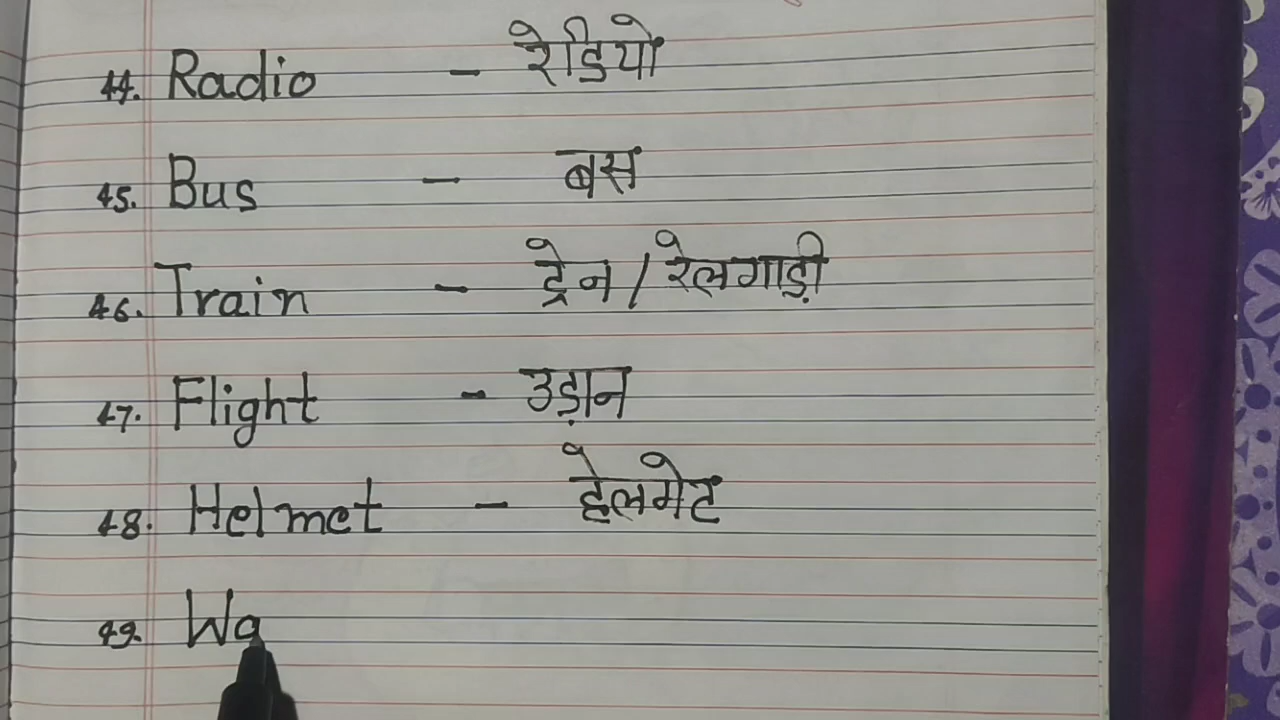 44. Radio - रेडियो
45. Bus - बस
46. Train - ट्रेन / रेलगाड़ी
47. Flight - उड़ान
48. Helmet - हेलमेट
49. Wa